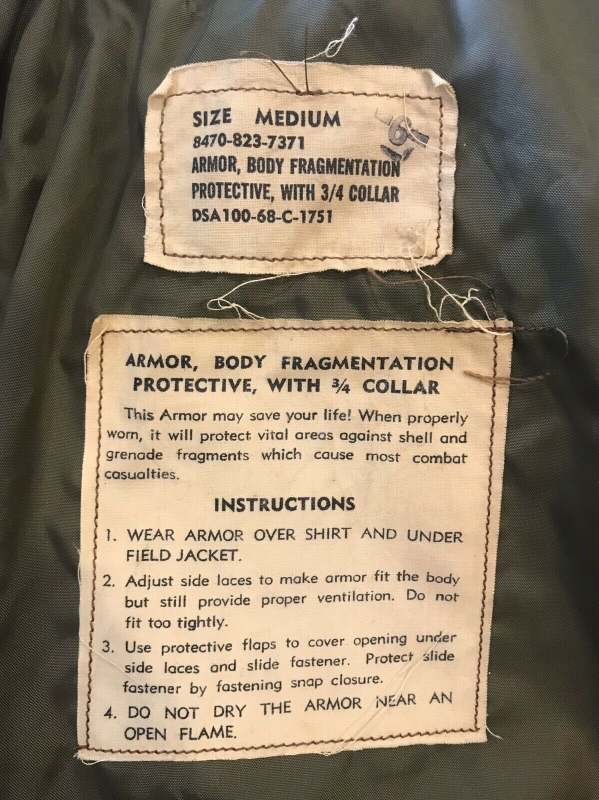 SIZE MEDIUM
8470-823-7371
ARMOR, BODY FRAGMENTATION
PROTECTIVE, WITH 3/4 COLLAR
DSA100-68-C-1751
ARMOR, BODY FRAGMENTATION
PROTECTIVE, WITH ¾ COLLAR
This Armor may save your life! When properly
worn, it will protect vital areas against shell and
grenade fragments which cause most combat
casualties.
INSTRUCTIONS
1. WEAR ARMOR OVER SHIRT AND UNDER
FIELD JACKET.
2. Adjust side laces to make armor fit the body
but still provide proper ventilation. Do not
fit too tightly.
3. Use protective flaps to cover opening under
side laces and slide fastener. Protect slide
fastener by fastening snap closure.
4. DO NOT DRY THE ARMOR NEAR AN
OPEN FLAME.